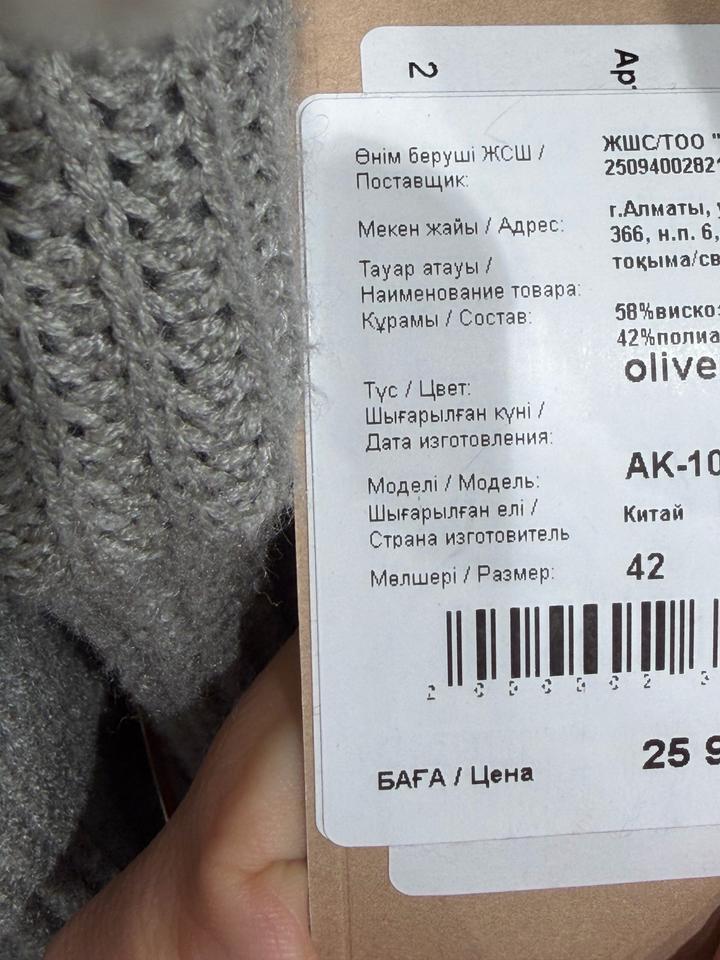 2 Ар
Өнім беруші ЖСШ / ЖШС/ТОО "
Поставщик: 2509400282
Мекен жайы / Адрес: г.Алматы,
366, н.п. 6,
Тауар атауы / тоқыма/св
Наименование товара:
Құрамы / Состав: 58%виско
42%полиа
Түс / Цвет: olive
Шығарылған күні /
Дата изготовления:
Моделі / Модель: AK-10
Шығарылған елі / Китай
Страна изготовитель
Мөлшері / Размер: 42
БАҒА / Цена 25 9